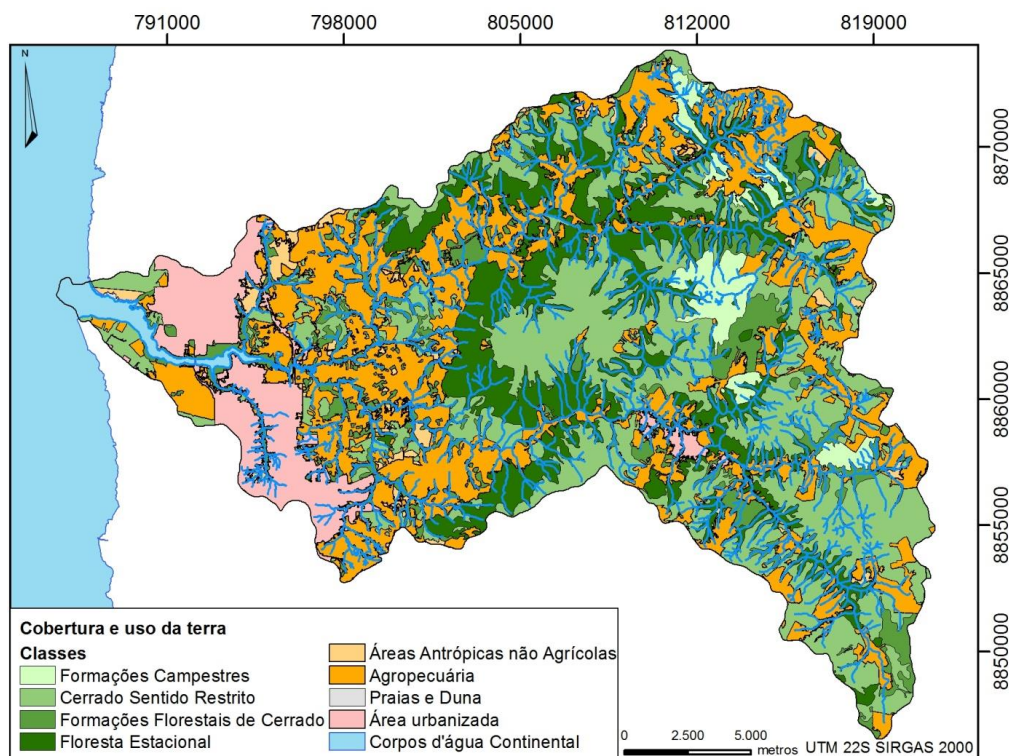 791000 798000 805000 812000 819000
N
8870000
8865000
8860000
8855000
8850000
Cobertura e uso da terra
Classes
Formações Campestres
Cerrado Sentido Restrito
Formações Florestais de Cerrado
Floresta Estacional
Áreas Antrópicas não Agrícolas
Agropecuária
Praias e Duna
Área urbanizada
Corpos d'água Continental
0 2.500 5.000
metros
UTM 22S SIRGAS 2000